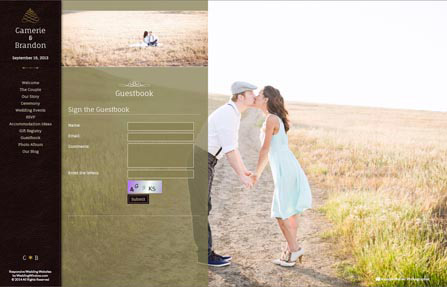 Camerie
&
Brandon
September 15, 2013
Welcome
The Couple
Our Story
Ceremony
Wedding Events
RSVP
Accommodation Ideas
Gift Registry
Guestbook
Photo Album
Our Blog
C B
Responsive Wedding Websites
by WeddingWindow.com
© 2014 All Rights Reserved
Guestbook
Sign the Guestbook
Name:
Email:
Comments:
Enter the letters:
Submit